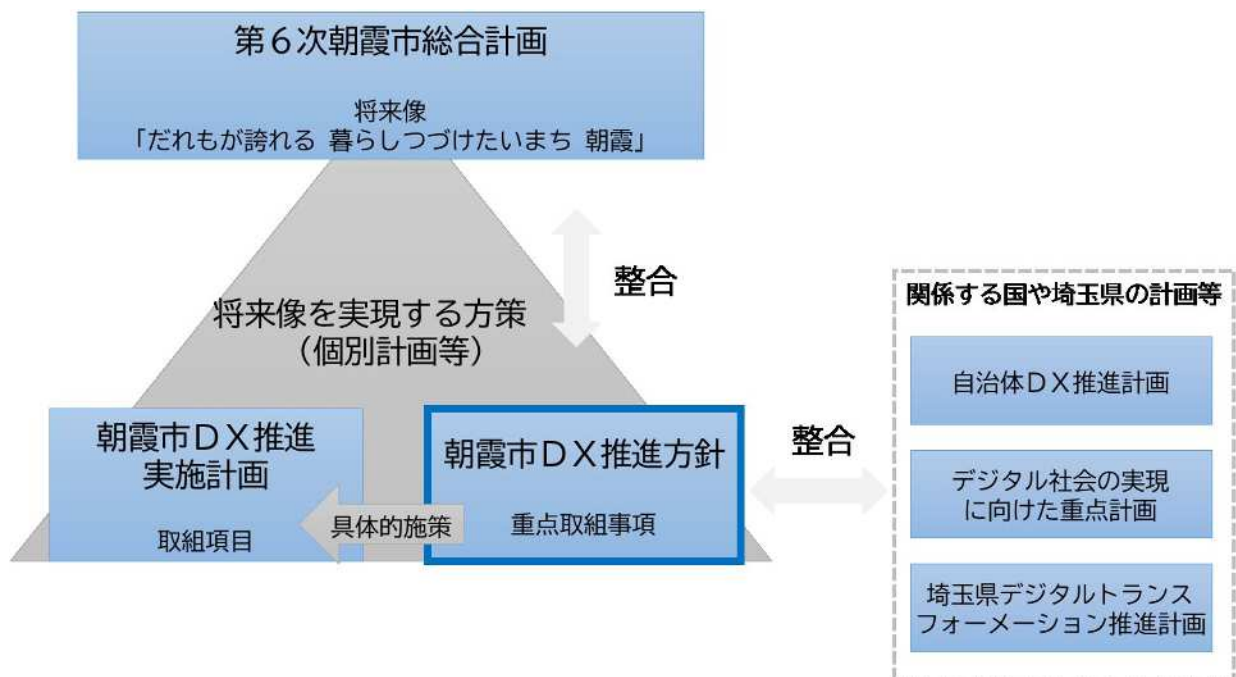 第６次朝霞市総合計画
将来像
「だれもが誇れる 暮らしつづけたいまち 朝霞」
整合
将来像を実現する方策
（個別計画等）
朝霞市ＤＸ推進
実施計画
取組項目
具体的施策
朝霞市ＤＸ推進方針
重点取組事項
整合
関係する国や埼玉県の計画等
自治体ＤＸ推進計画
デジタル社会の実現
に向けた重点計画
埼玉県デジタルトランス
フォーメーション推進計画